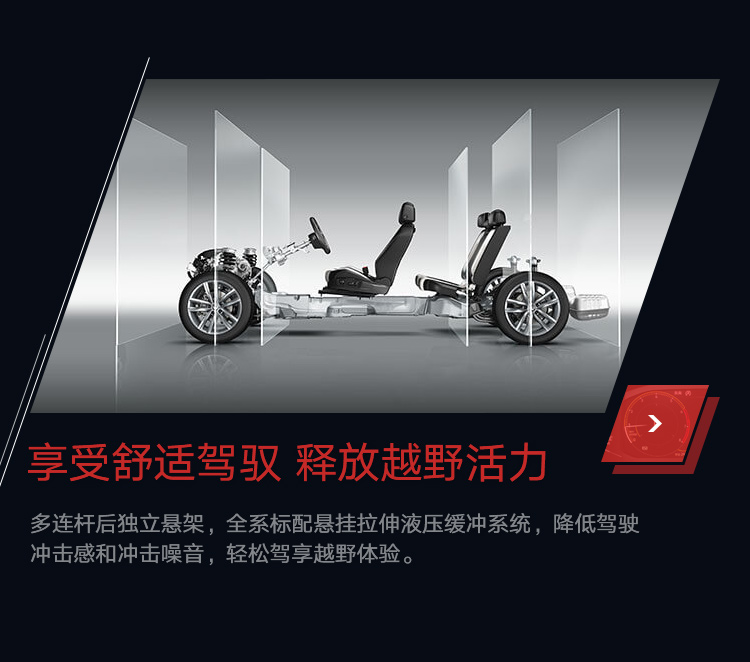 享受舒适驾驭 释放越野活力
多连杆后独立悬架，全系标配悬挂拉伸液压缓冲系统，降低驾驶
冲击感和冲击噪音，轻松驾享越野体验。